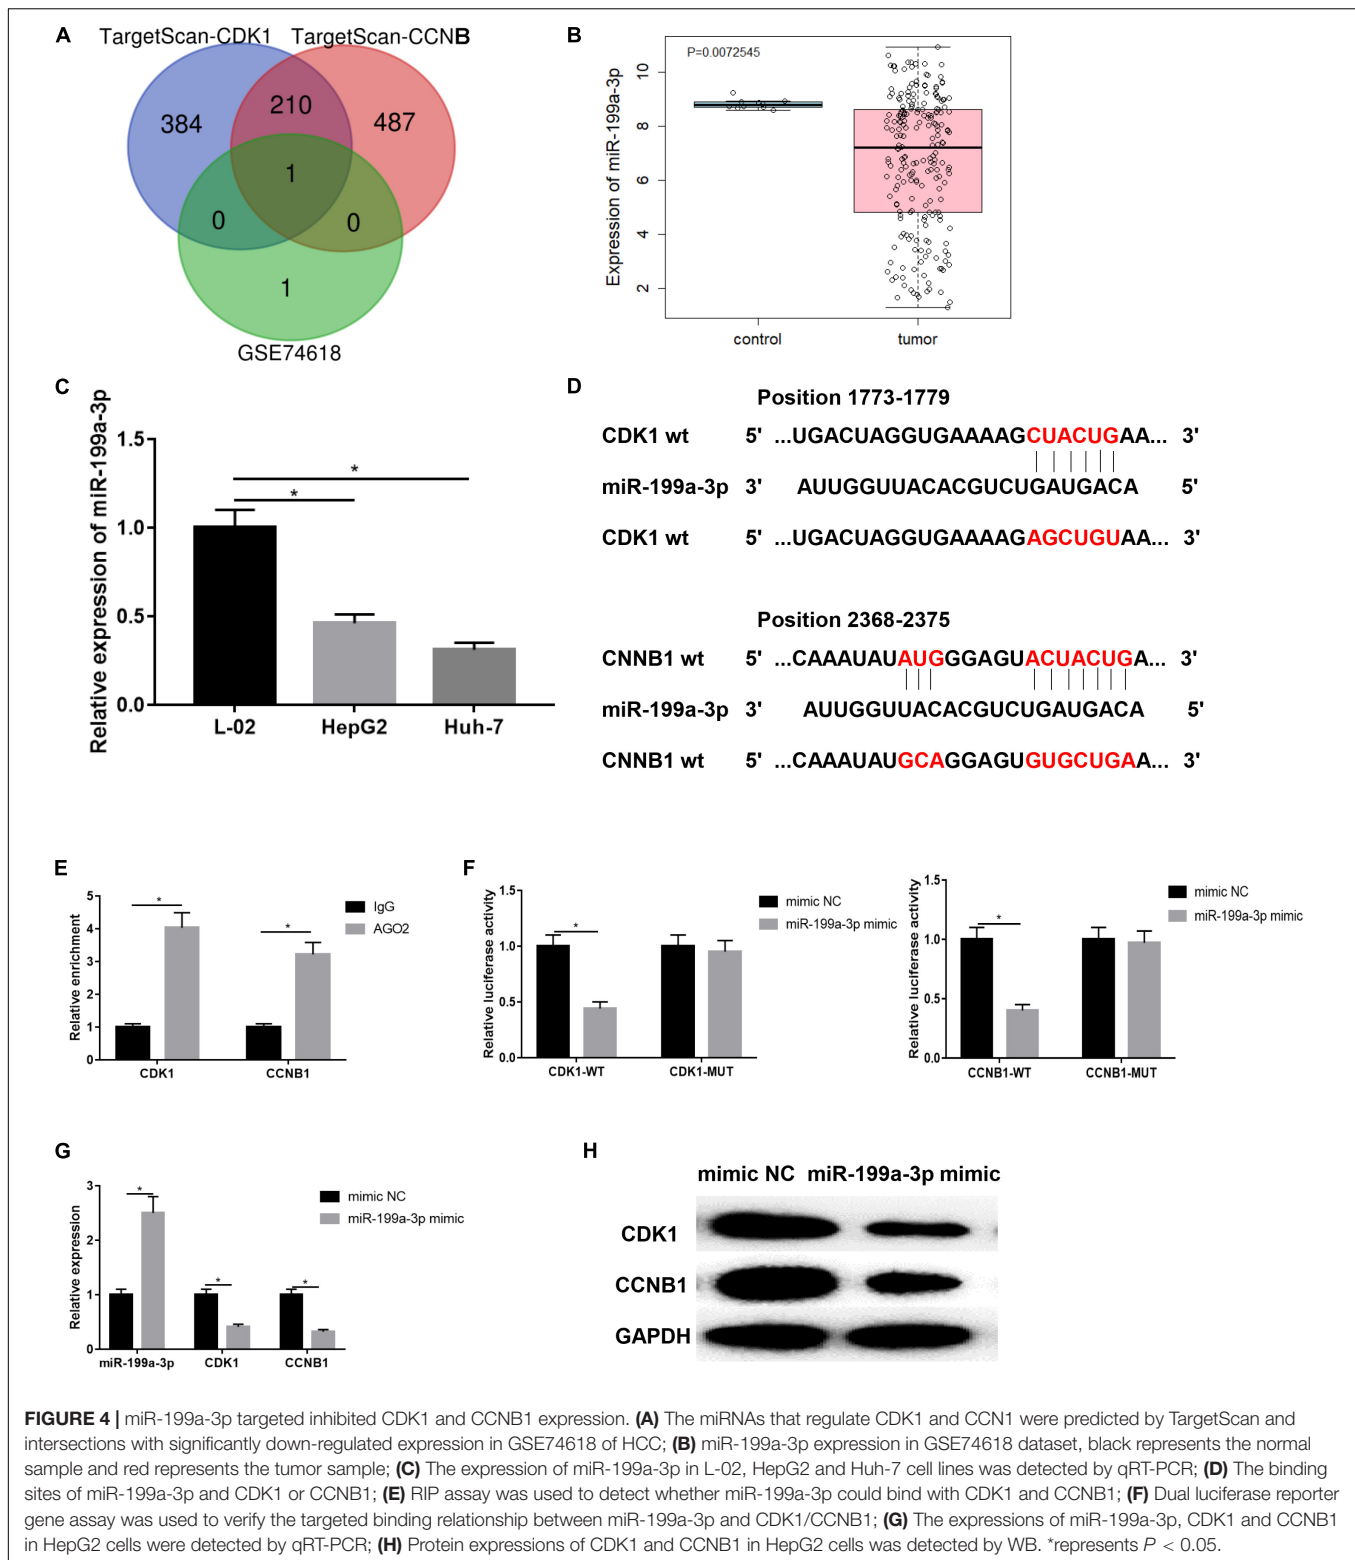 A
TargetScan-CDK1 TargetScan-CCNB
384
210
487
1
0
0
1
GSE74618
B
P=0.0072545
Expression of miR-199a-3p
10
8
6
4
2
control
tumor
C
Relative expression of miR-199a-3p
1.5
1.0
0.5
0.0
*
*
L-02
HepG2
Huh-7
D
Position 1773-1779
CDK1 wt 5' ...UGACUAGGUGAAAAGCUACUGAA... 3'
miR-199a-3p 3' AUUGGUUACACGUCUGAUGACA 5'
CDK1 wt 5' ...UGACUAGGUGAAAAGAGCUGUAA... 3'
Position 2368-2375
CNNB1 wt 5' ...CAAAUAUAUGGGAGUACUACUGA... 3'
miR-199a-3p 3' AUUGGUUACACGUCUGAUGACA 5'
CNNB1 wt 5' ...CAAAUAUGCAGGAGUGUGCUGAA... 3'
E
Relative enrichment
5
4
3
2
1
0
*
*
IgG
AGO2
CDK1
CCNB1
F
Relative luciferase activity
1.5
1.0
0.5
0.0
*
mimic NC
miR-199a-3p mimic
CDK1-WT
CDK1-MUT
Relative luciferase activity
1.5
1.0
0.5
0.0
*
mimic NC
miR-199a-3p mimic
CCNB1-WT
CCNB1-MUT
G
Relative expression
3
2
1
0
*
*
*
mimic NC
miR-199a-3p mimic
miR-199a-3p
CDK1
CCNB1
H
mimic NC miR-199a-3p mimic
CDK1
CCNB1
GAPDH
FIGURE 4 | miR-199a-3p targeted inhibited CDK1 and CCNB1 expression. (A) The miRNAs that regulate CDK1 and CCN1 were predicted by TargetScan and
intersections with significantly down-regulated expression in GSE74618 of HCC; (B) miR-199a-3p expression in GSE74618 dataset, black represents the normal
sample and red represents the tumor sample; (C) The expression of miR-199a-3p in L-02, HepG2 and Huh-7 cell lines was detected by qRT-PCR; (D) The binding
sites of miR-199a-3p and CDK1 or CCNB1; (E) RIP assay was used to detect whether miR-199a-3p could bind with CDK1 and CCNB1; (F) Dual luciferase reporter
gene assay was used to verify the targeted binding relationship between miR-199a-3p and CDK1/CCNB1; (G) The expressions of miR-199a-3p, CDK1 and CCNB1
in HepG2 cells were detected by qRT-PCR; (H) Protein expressions of CDK1 and CCNB1 in HepG2 cells was detected by WB. *represents P < 0.05.